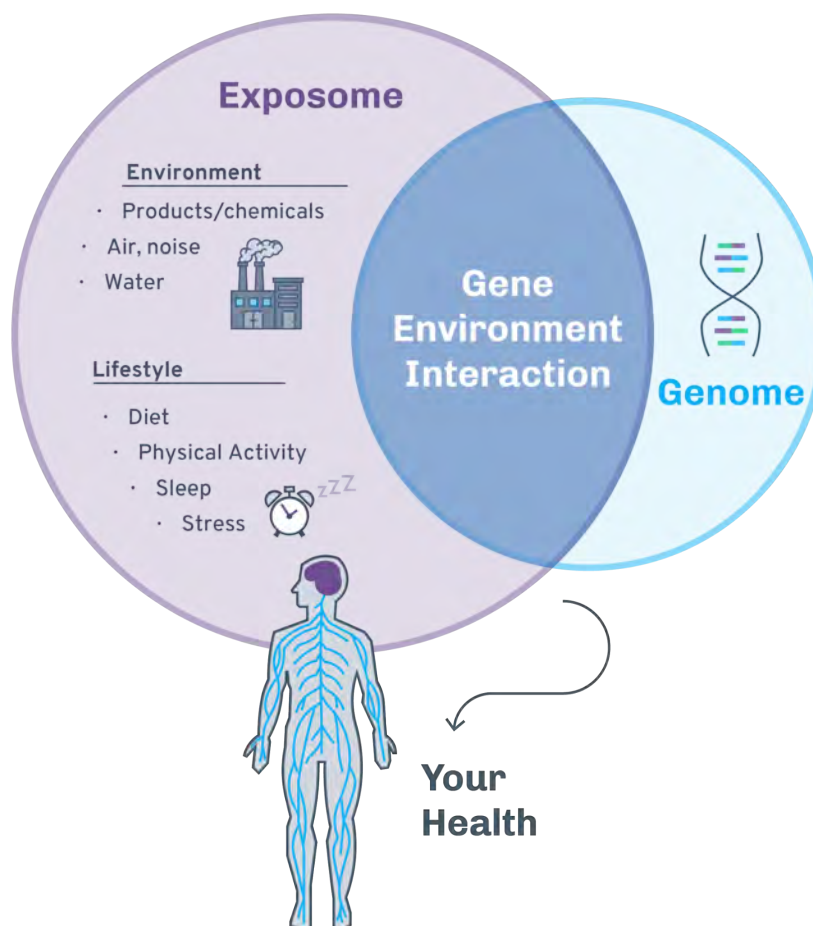 Exposome
Environment
· Products/chemicals
· Air, noise
· Water
Lifestyle
· Diet
· Physical Activity
· Sleep
· Stress
zzZZ
Gene
Environment
Interaction
Genome
Your
Health